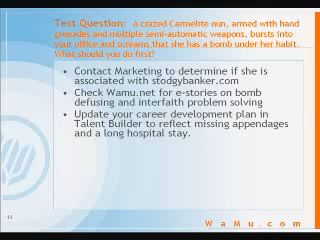 Test Question: A crazed Carmelite nun, armed with hand
grenades and multiple semi-automatic weapons, bursts into
your office and screams that she has a bomb under her habit.
What should you do first?
• Contact Marketing to determine if she is
associated with stodgybanker.com
• Check Wamu.net for e-stories on bomb
defusing and interfaith problem solving
• Update your career development plan in
Talent Builder to reflect missing appendages
and a long hospital stay.
14
WaMu.com